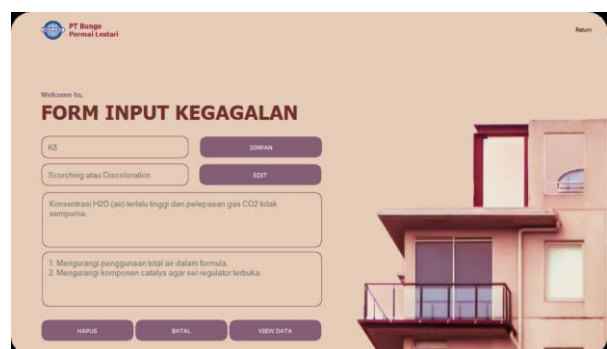 PT Bungo
Permai Lestari
Return
Welcome to,
FORM INPUT KEGAGALAN
K8
SIMPAN
Scorching atau Discoloration
EDIT
Konsentrasi H2O (air) terlalu tinggi dan pelepasan gas CO2 tidak
sempurna.
1. Mengurangi penggunaan total air dalam formula.
2. Mengurangi komponen catalys agar sel regulator terbuka.
HAPUS
BATAL
VIEW DATA